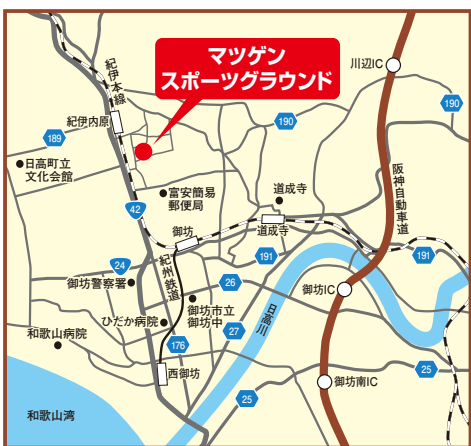 マツゲン
スポーツグラウンド
川辺IC
紀伊本線
190
190
紀伊内原
189
日高町立
文化会館
阪神自動車道
富安簡易
郵便局
道成寺
42
御坊
道成寺
24
紀州鉄道
191
191
御坊警察署
26
御坊IC
御坊市立
御坊中
日高川
ひだか病院
27
和歌山病院
176
西御坊
25
御坊南IC
25
和歌山湾